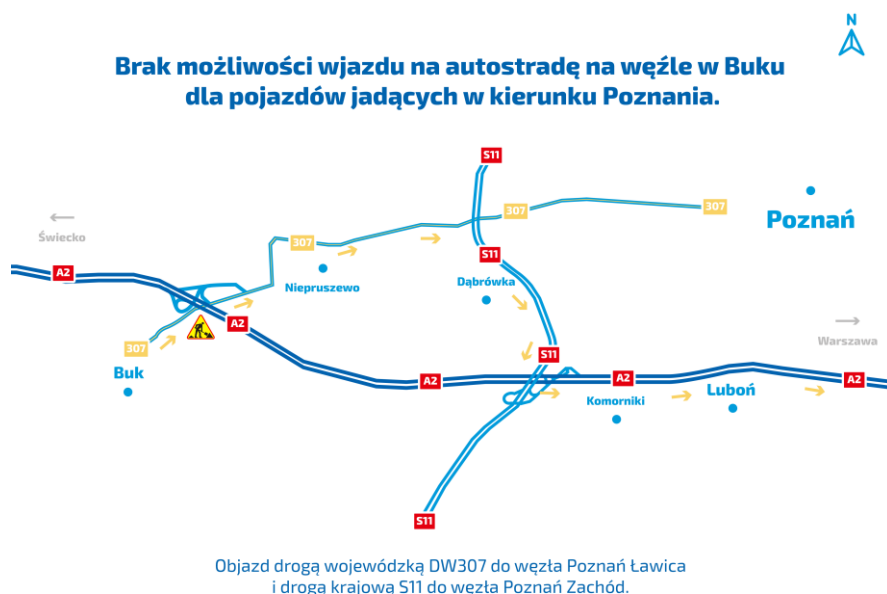 N
Brak możliwości wjazdu na autostradę na węźle w Buku
dla pojazdów jadących w kierunku Poznania.
S11
307
307
Poznań
Świecko
307
S11
A2
Niepruszewo
Dąbrówka
A2
Warszawa
307
S11
Buk
A2
A2
A2
Komorniki
Luboń
S11
Objazd drogą wojewódzką DW307 do węzła Poznań Ławica
i drogą krajową S11 do węzła Poznań Zachód.